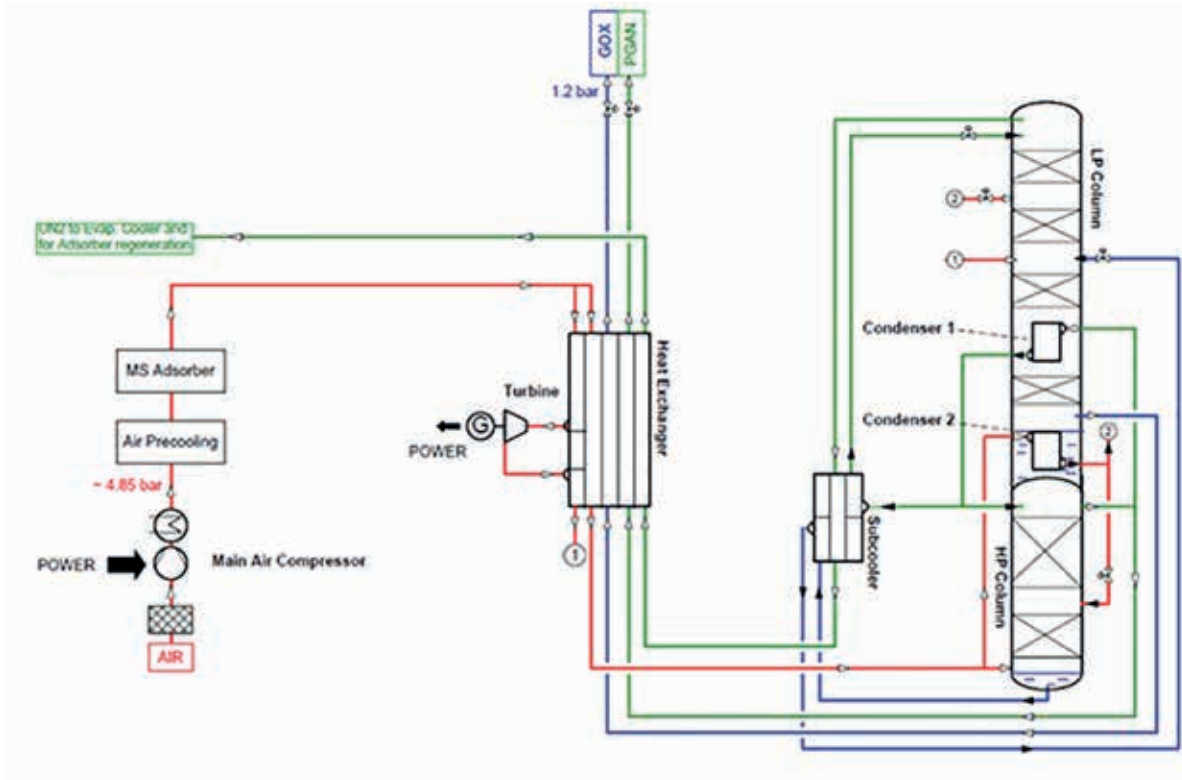 GOX
PGAN
1.2 bar
LP Column
2
UN2 to Evap. Cooler and
for Adsorber regeneration
1
Condenser 1
Heat Exchanger
MS Adsorber
Turbine
G
POWER
Condenser 2
2
Air Precooling
~ 4.85 bar
Subcooler
HP Column
1
POWER
Main Air Compressor
AIR